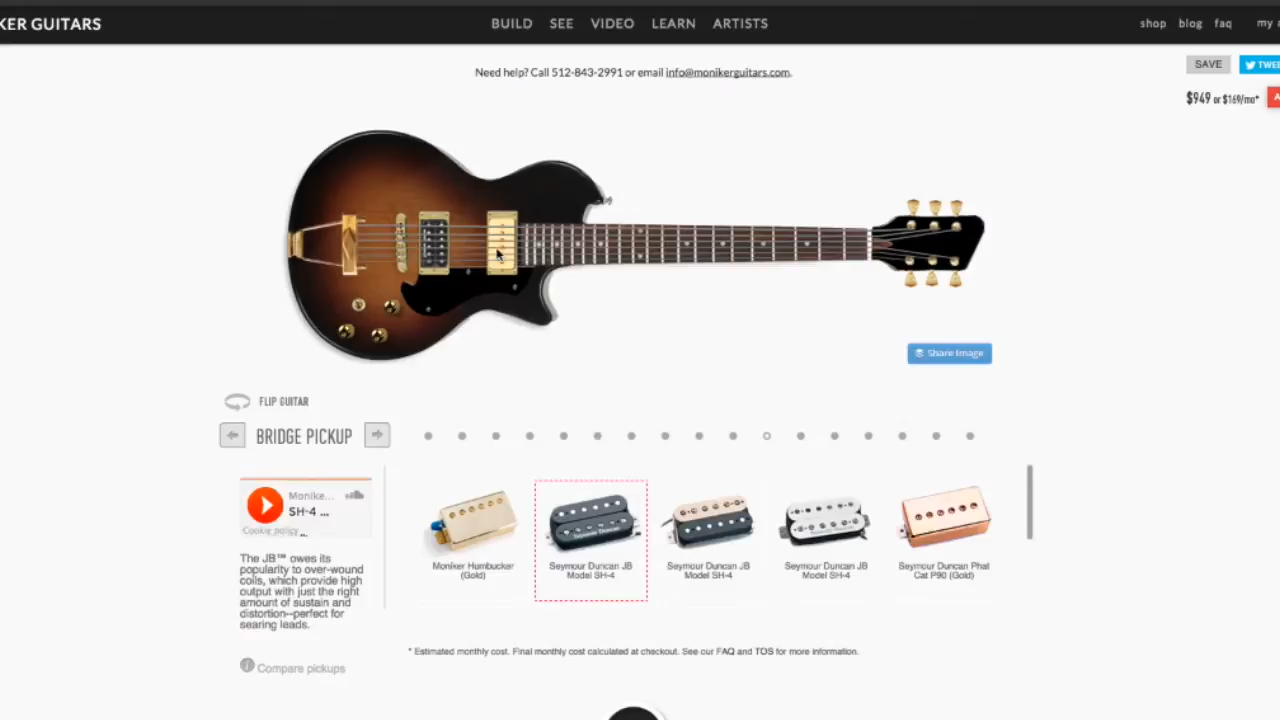 KER GUITARS
BUILD SEE VIDEO LEARN ARTISTS
shop blog faq my
Need help? Call 512-843-2991 or email info@monikerguitars.com.
SAVE
TWEE
$949 or $169/mo*
A
Share Image
FLIP GUITAR
BRIDGE PICKUP
Monike...
SH-4 ...
Cookie policy
The JB™ owes its
popularity to over-wound
coils, which provide high
output with just the right
amount of sustain and
distortion--perfect for
searing leads.
Compare pickups
Moniker Humbucker
(Gold)
Seymour Duncan JB
Model SH-4
Seymour Duncan JB
Model SH-4
Seymour Duncan JB
Model SH-4
Seymour Duncan Phat
Cat P90 (Gold)
* Estimated monthly cost. Final monthly cost calculated at checkout. See our FAQ and TOS for more information.